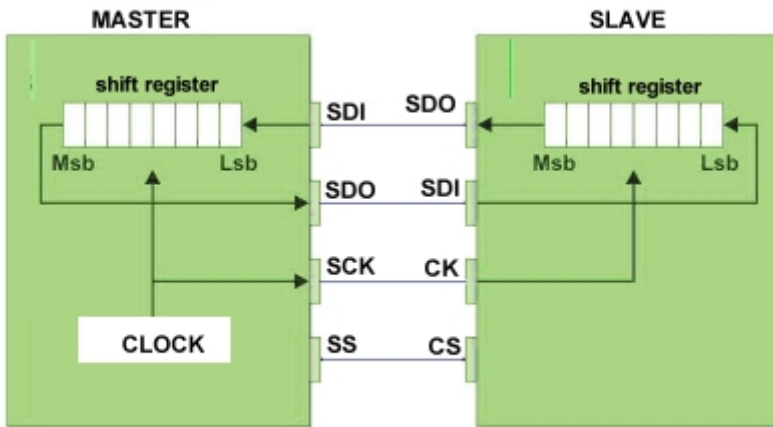 MASTER
SLAVE
shift register
shift register
SDI
SDO
Msb
Lsb
Msb
Lsb
SDO
SDI
SCK
CK
CLOCK
SS
CS